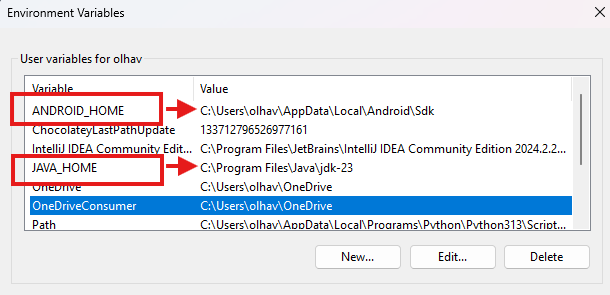 Environment Variables
User variables for olhav
Variable Value
ANDROID_HOME C:\Users\olhav\AppData\Local\Android\Sdk
ChocolateyLastPathUpdate 133712796526977161
IntelliJ IDEA Community Edit... C:\Program Files\JetBrains\IntelliJ IDEA Community Edition 2024.2.2...
JAVA_HOME C:\Program Files\Java\jdk-23
OneDrive C:\Users\olhav\OneDrive
OneDriveConsumer C:\Users\olhav\OneDrive
Path C:\Users\olhav\AppData\Local\Programs\Python\Python313\Script...
New... Edit... Delete